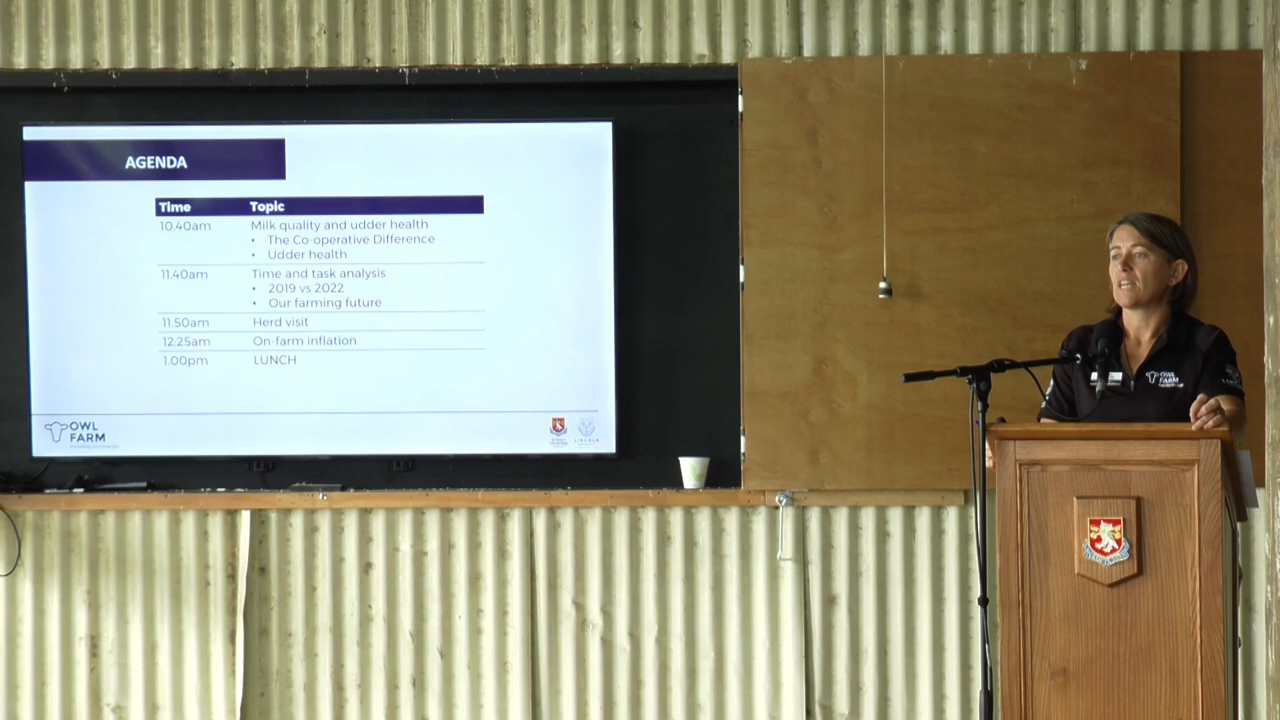 AGENDA
Time Topic
10.40am Milk quality and udder health
• The Co-operative Difference
• Udder health
11.40am Time and task analysis
• 2019 vs 2022
• Our farming future
11.50am Herd visit
12.25am On-farm inflation
1.00pm LUNCH
OWL
FARM
LINCOLN
OWL
FARM